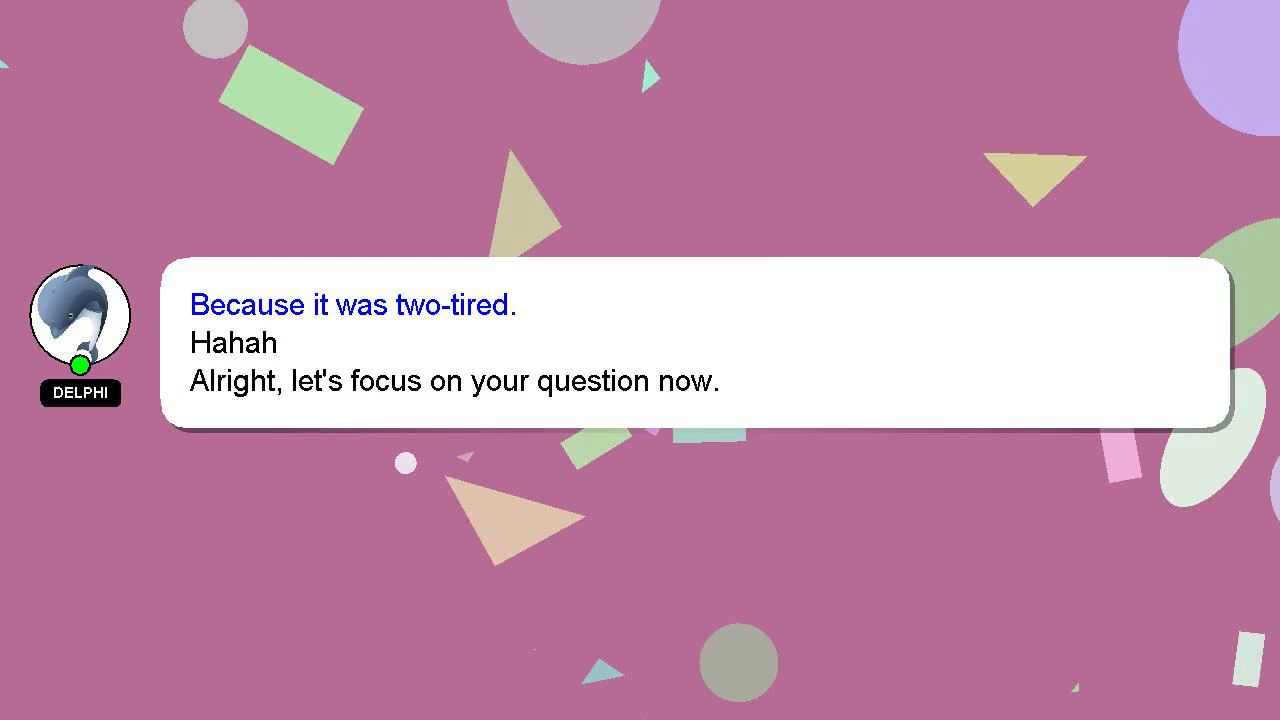 Because it was two-tired.
Hahah
Alright, let's focus on your question now.
DELPHI